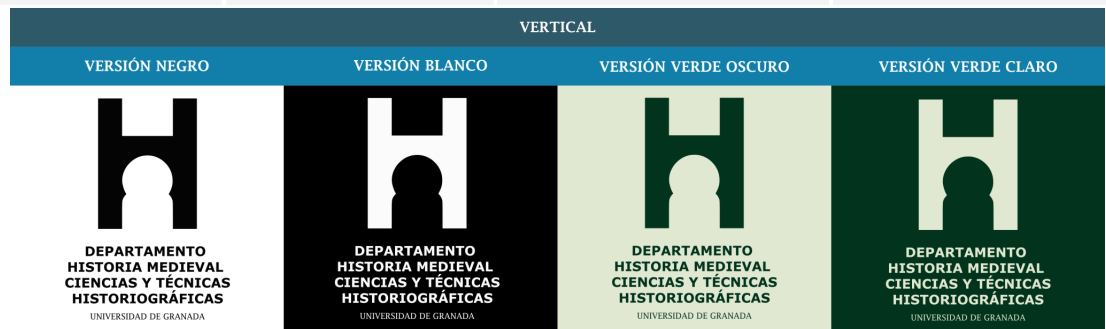 VERTICAL
VERSIÓN NEGRO
VERSIÓN BLANCO
VERSIÓN VERDE OSCURO
VERSIÓN VERDE CLARO
DEPARTAMENTO
HISTORIA MEDIEVAL
CIENCIAS Y TÉCNICAS
HISTORIOGRÁFICAS
UNIVERSIDAD DE GRANADA
DEPARTAMENTO
HISTORIA MEDIEVAL
CIENCIAS Y TÉCNICAS
HISTORIOGRÁFICAS
UNIVERSIDAD DE GRANADA
DEPARTAMENTO
HISTORIA MEDIEVAL
CIENCIAS Y TÉCNICAS
HISTORIOGRÁFICAS
UNIVERSIDAD DE GRANADA
DEPARTAMENTO
HISTORIA MEDIEVAL
CIENCIAS Y TÉCNICAS
HISTORIOGRÁFICAS
UNIVERSIDAD DE GRANADA